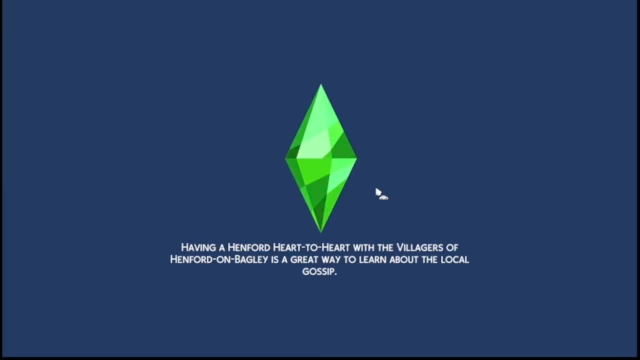 Having a Henford Heart-to-Heart with the Villagers of
Henford-on-Bagley is a great way to learn about the local
gossip.